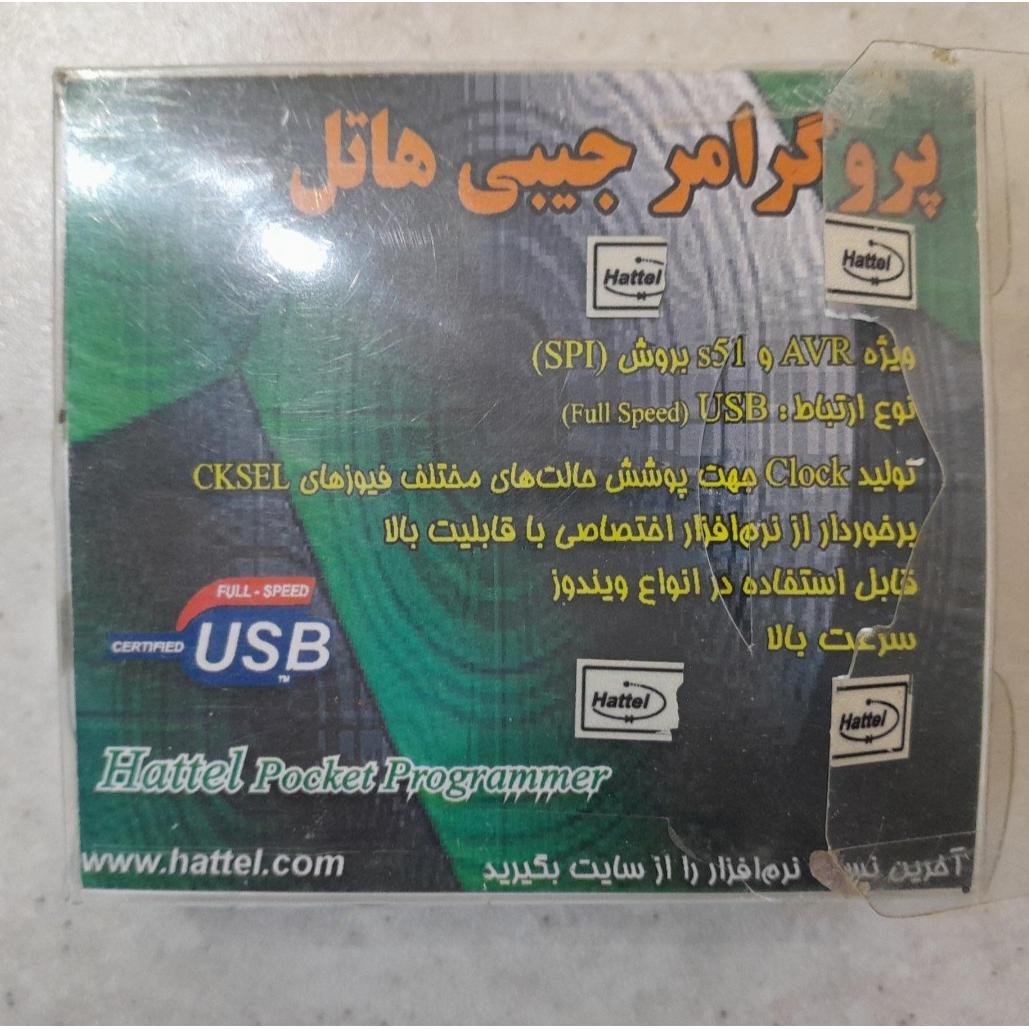 پروگرامر جیبی هاتل
Hattel
Hattel
ویژه AVR و s51 بروش (SPI)
نوع ارتباط: USB (Full Speed)
تولید Clock جهت پوشش حالت‌های مختلف فیوزهای CKSEL
برخوردار از نرم‌افزار اختصاصی با قابلیت بالا
قابل استفاده در انواع ویندوز
سرعت بالا
FULL - SPEED
CERTIFIED USB TM
Hattel
Hattel
Hattel Pocket Programmer
آخرین نرم‌افزار را از سایت بگیرید
www.hattel.com